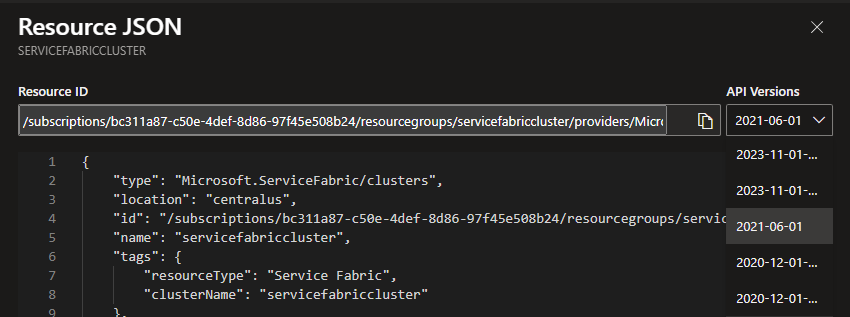 Resource JSON
SERVICEFABRICCLUSTER
Resource ID
API Versions
/subscriptions/bc311a87-c50e-4def-8d86-97f45e508b24/resourcegroups/servicefabriccluster/providers/Micro
2021-06-01
2023-11-01-...
2023-11-01-...
2021-06-01
2020-12-01-...
2020-12-01-...
1 {
2 "type": "Microsoft.ServiceFabric/clusters",
3 "location": "centralus",
4 "id": "/subscriptions/bc311a87-c50e-4def-8d86-97f45e508b24/resourcegroups/servic
5 "name": "servicefabriccluster",
6 "tags": {
7 "resourceType": "Service Fabric",
8 "clusterName": "servicefabriccluster"
9 },